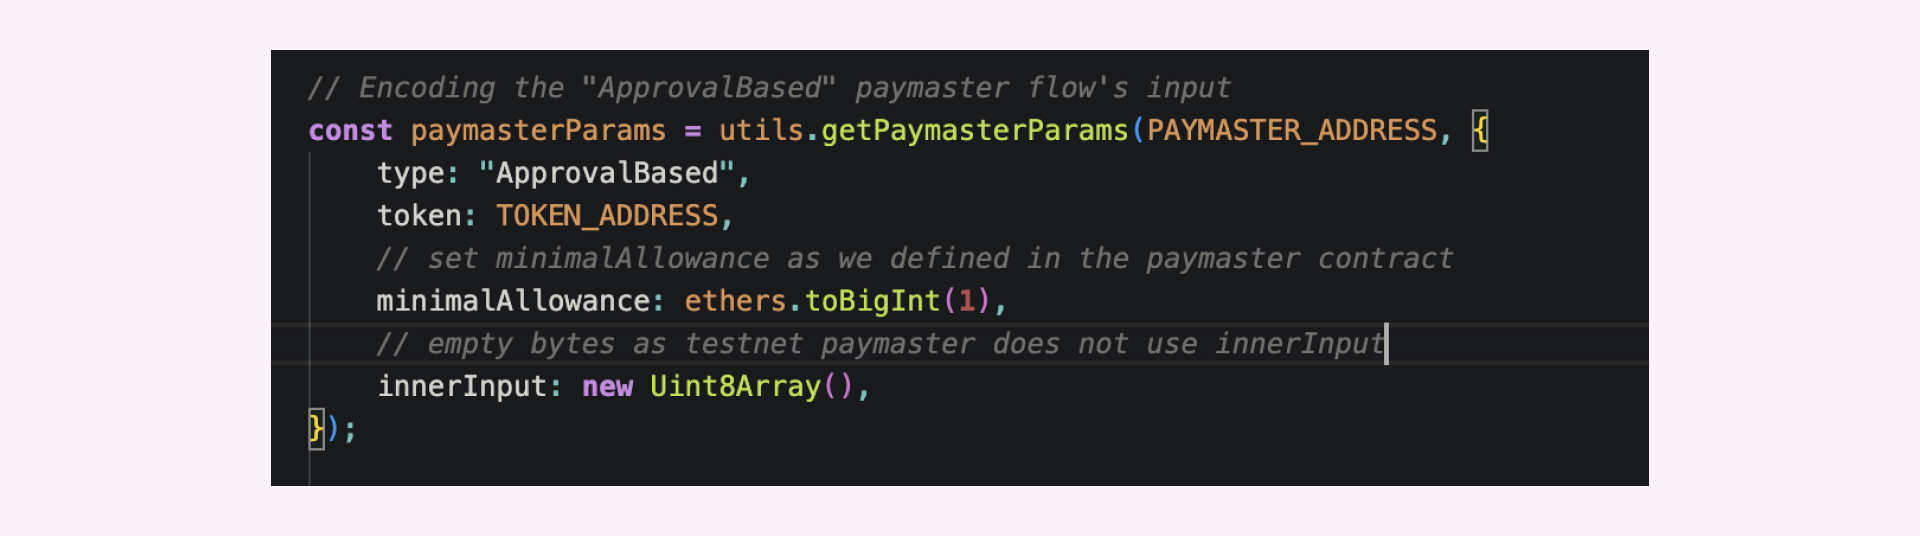 // Encoding the "ApprovalBased" paymaster flow's input
const paymasterParams = utils.getPaymasterParams(PAYMASTER_ADDRESS, {
    type: "ApprovalBased",
    token: TOKEN_ADDRESS,
    // set minimalAllowance as we defined in the paymaster contract
    minimalAllowance: ethers.toBigInt(1),
    // empty bytes as testnet paymaster does not use innerInput
    innerInput: new Uint8Array(),
});